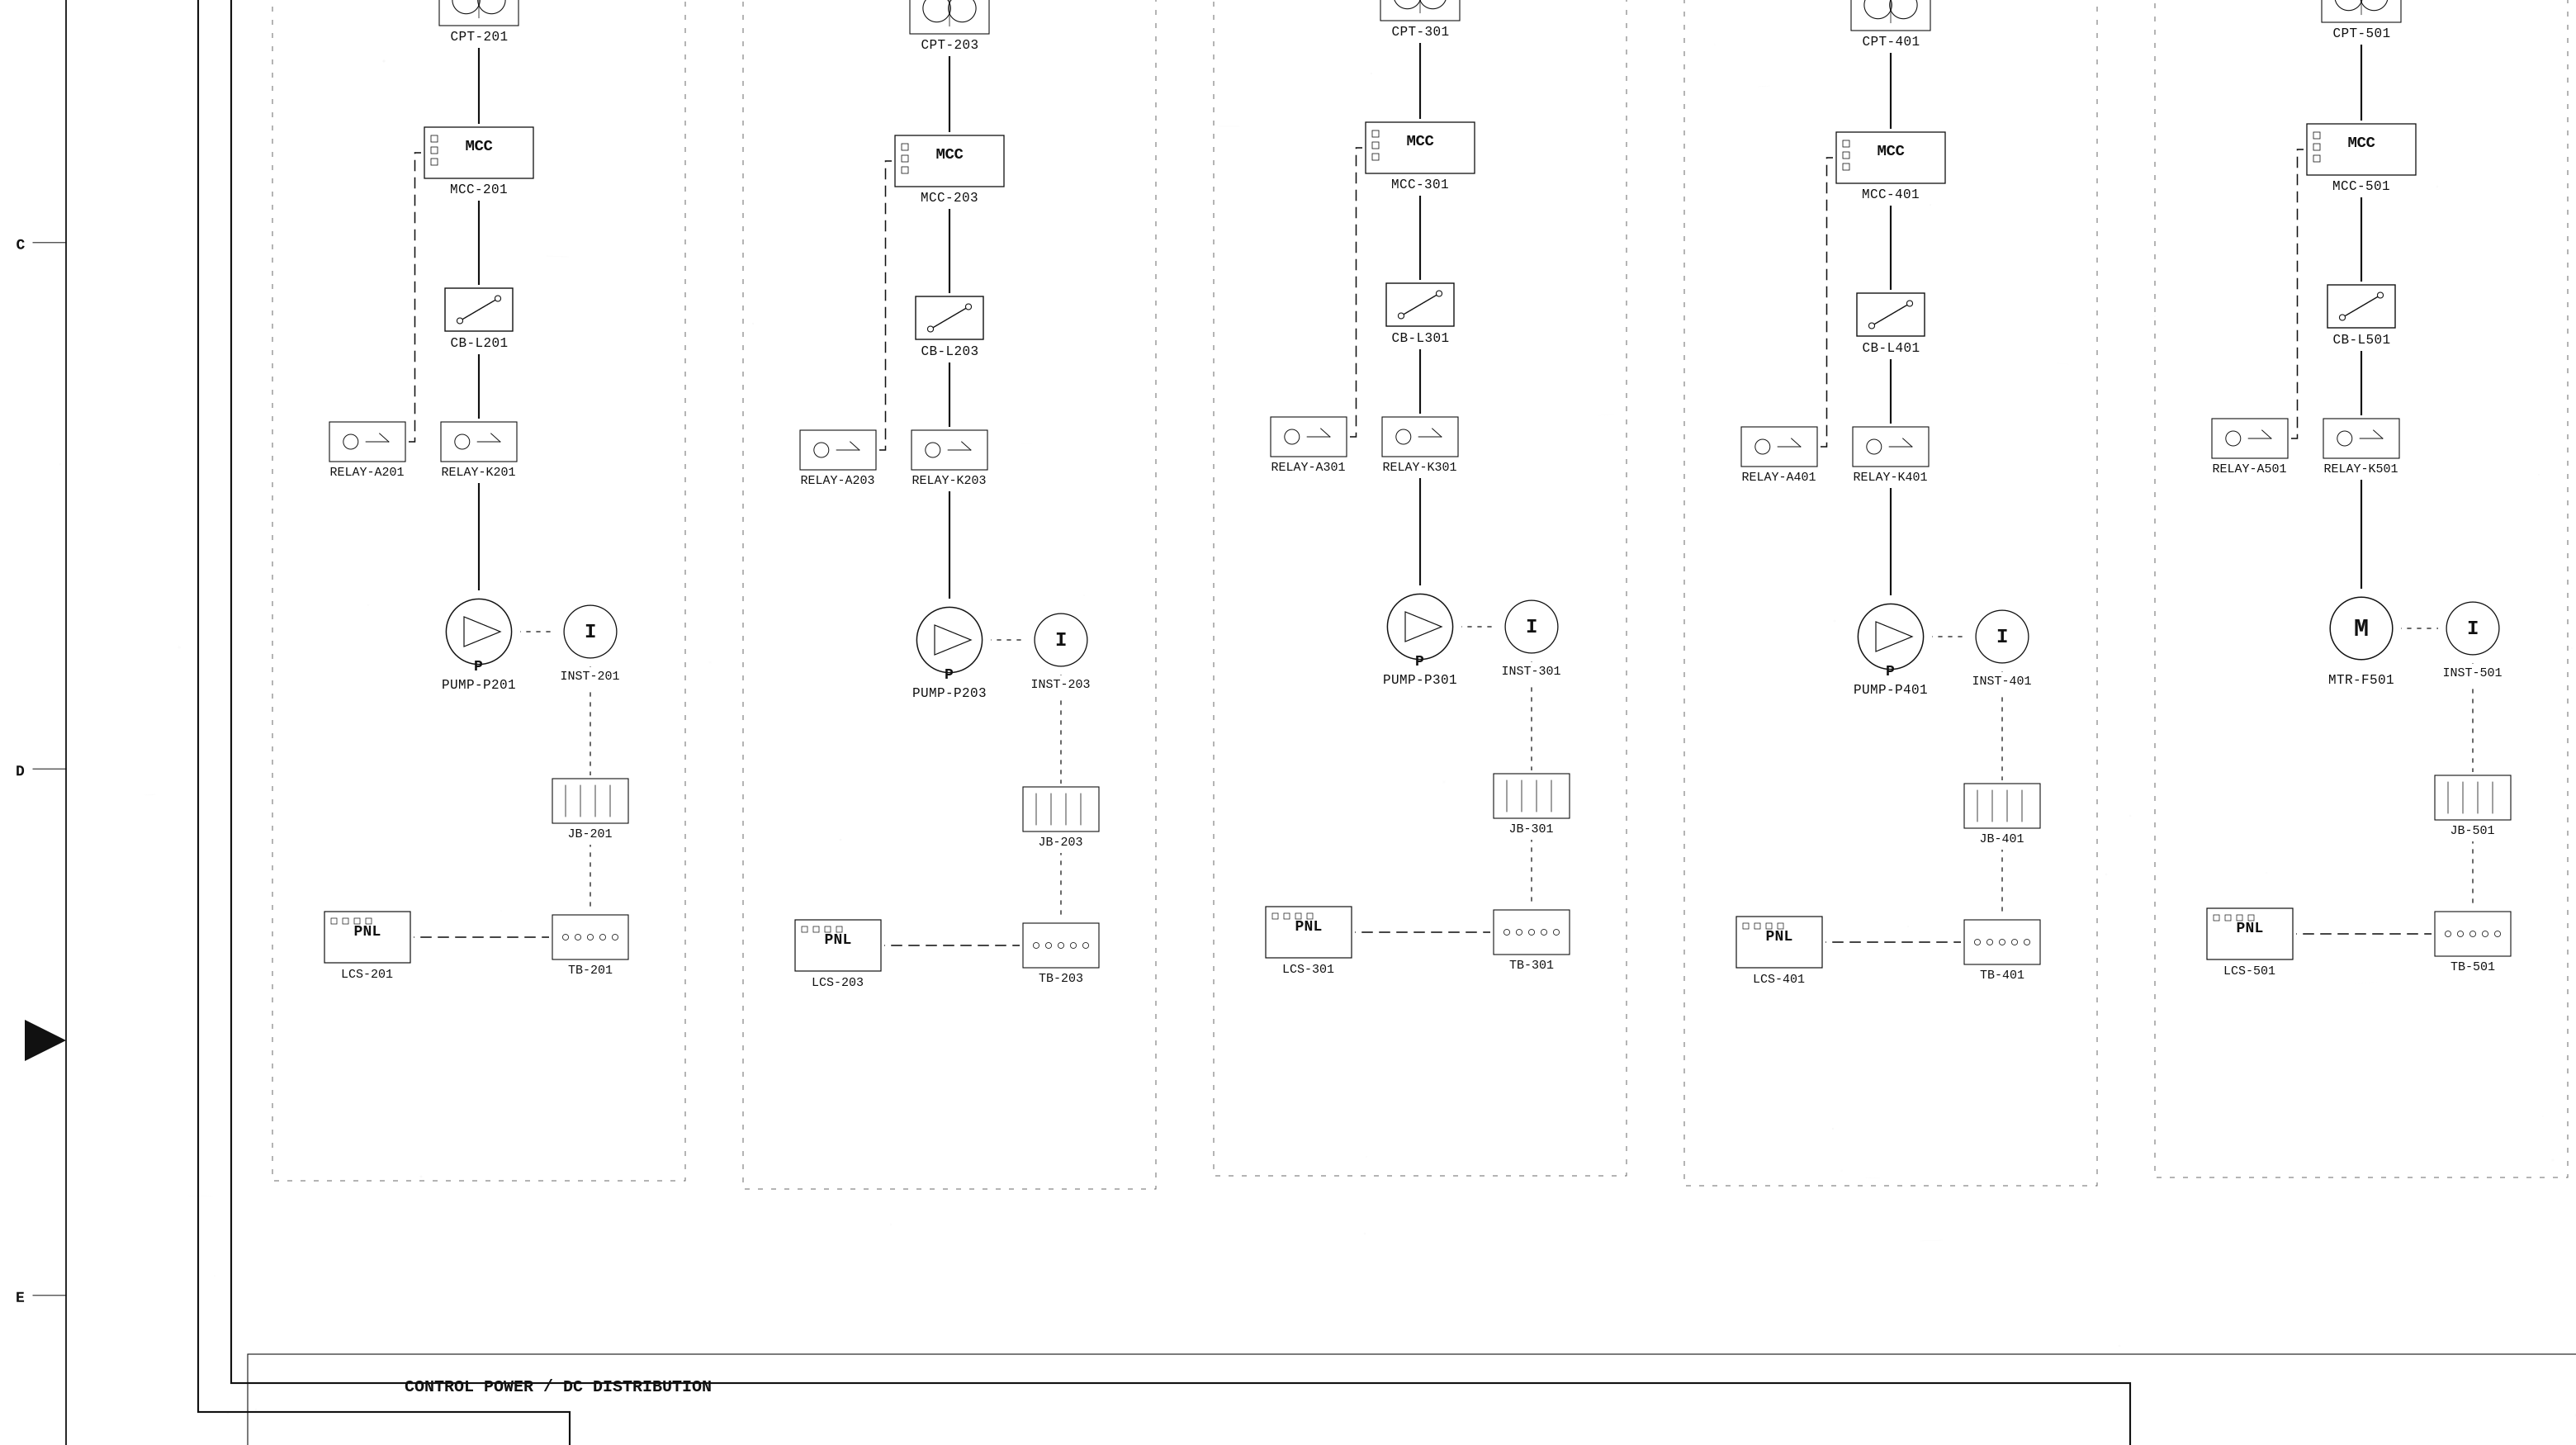 CPT-201
CPT-203
CPT-301
CPT-401
CPT-501
MCC
MCC
MCC
MCC
MCC
MCC-201
MCC-203
MCC-301
MCC-401
MCC-501
C
CB-L201
CB-L203
CB-L301
CB-L401
CB-L501
RELAY-A201
RELAY-K201
RELAY-A203
RELAY-K203
RELAY-A301
RELAY-K301
RELAY-A401
RELAY-K401
RELAY-A501
RELAY-K501
I
I
I
I
M
I
P
P
P
P
PUMP-P201
INST-201
PUMP-P203
INST-203
PUMP-P301
INST-301
PUMP-P401
INST-401
MTR-F501
INST-501
D
JB-201
JB-203
JB-301
JB-401
JB-501
PNL
PNL
PNL
PNL
PNL
LCS-201
TB-201
LCS-203
TB-203
LCS-301
TB-301
LCS-401
TB-401
LCS-501
TB-501
E
CONTROL POWER / DC DISTRIBUTION